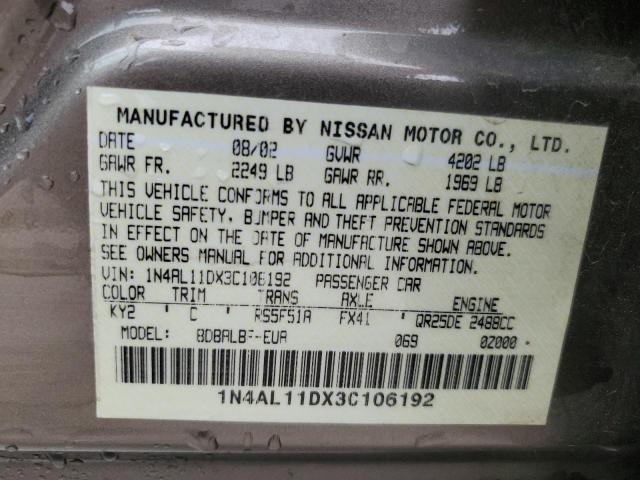 MANUFACTURED BY NISSAN MOTOR CO., LTD.
DATE 08/02 GVWR 4202 LB
GAWR FR. 2249 LB GAWR RR. 1969 LB
THIS VEHICLE CONFORMS TO ALL APPLICABLE FEDERAL MOTOR
VEHICLE SAFETY, BUMPER AND THEFT PREVENTION STANDARDS
IN EFFECT ON THE DATE OF MANUFACTURE SHOWN ABOVE.
SEE OWNERS MANUAL FOR ADDITIONAL INFORMATION.
VIN: 1N4AL11DX3C106192 PASSENGER CAR
COLOR TRIM TRANS AXLE ENGINE
KY2 C RS5F51A FX41 QR25DE 2488CC
MODEL: 069 0Z000
1N4AL11DX3C106192